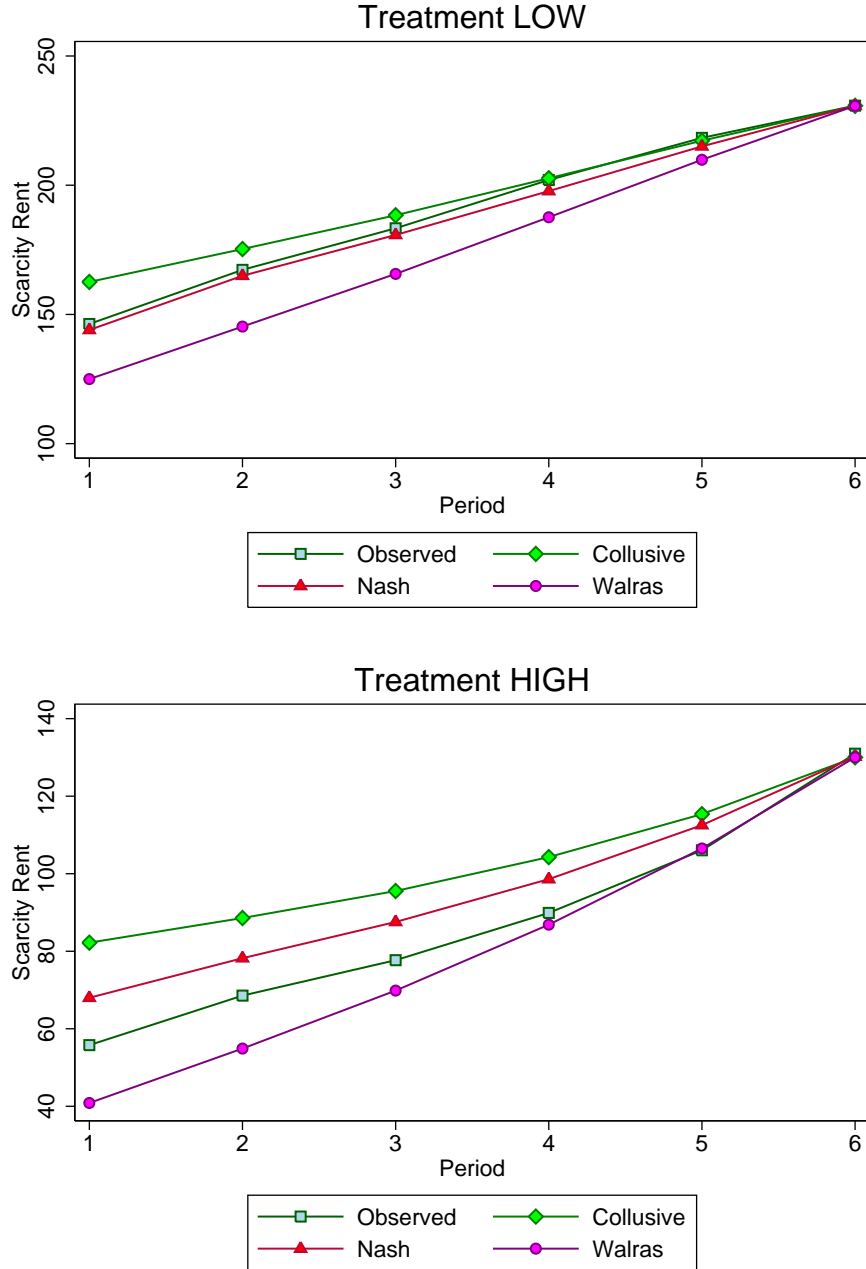 Treatment LOW
250
200
150
100
Scarcity Rent
1 2 3 4 5 6
Period
Observed Collusive
Nash Walras
Treatment HIGH
140
120
100
80
60
40
Scarcity Rent
1 2 3 4 5 6
Period
Observed Collusive
Nash Walras